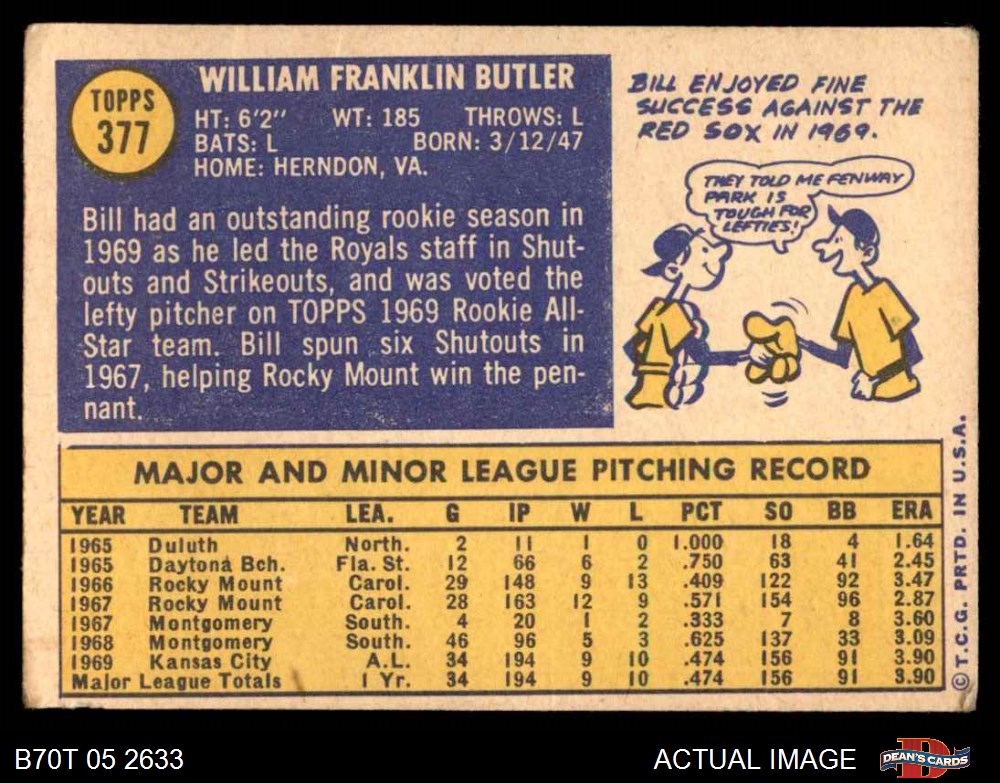 TOPPS
377
WILLIAM FRANKLIN BUTLER
HT: 6'2" WT: 185 THROWS: L
BATS: L BORN: 3/12/47
HOME: HERNDON, VA.
Bill had an outstanding rookie season in
1969 as he led the Royals staff in Shut-
outs and Strikeouts, and was voted the
lefty pitcher on TOPPS 1969 Rookie All-
Star team. Bill spun six Shutouts in
1967, helping Rocky Mount win the pen-
nant.
BILL ENJOYED FINE
SUCCESS AGAINST THE
RED SOX IN 1969.
THEY TOLD ME FENWAY
PARK IS
TOUGH FOR
LEFTIES!
MAJOR AND MINOR LEAGUE PITCHING RECORD
YEAR TEAM LEA. G IP W L PCT SO BB ERA
1965 Duluth North. 2 11 1 0 1.000 18 4 1.64
1965 Daytona Bch. Fla. St. 12 66 6 2 .750 63 41 2.45
1966 Rocky Mount Carol. 29 148 9 13 .409 122 92 3.47
1967 Rocky Mount Carol. 28 163 12 9 .571 154 96 2.87
1967 Montgomery South. 4 20 1 2 .333 7 8 3.60
1968 Montgomery South. 46 96 5 3 .625 137 33 3.09
1969 Kansas City A.L. 34 194 9 10 .474 156 91 3.90
Major League Totals 1 Yr. 34 194 9 10 .474 156 91 3.90
© T.C.G. PRTD. IN U.S.A.
B70T 05 2633
ACTUAL IMAGE
D
DEAN'S CARDS